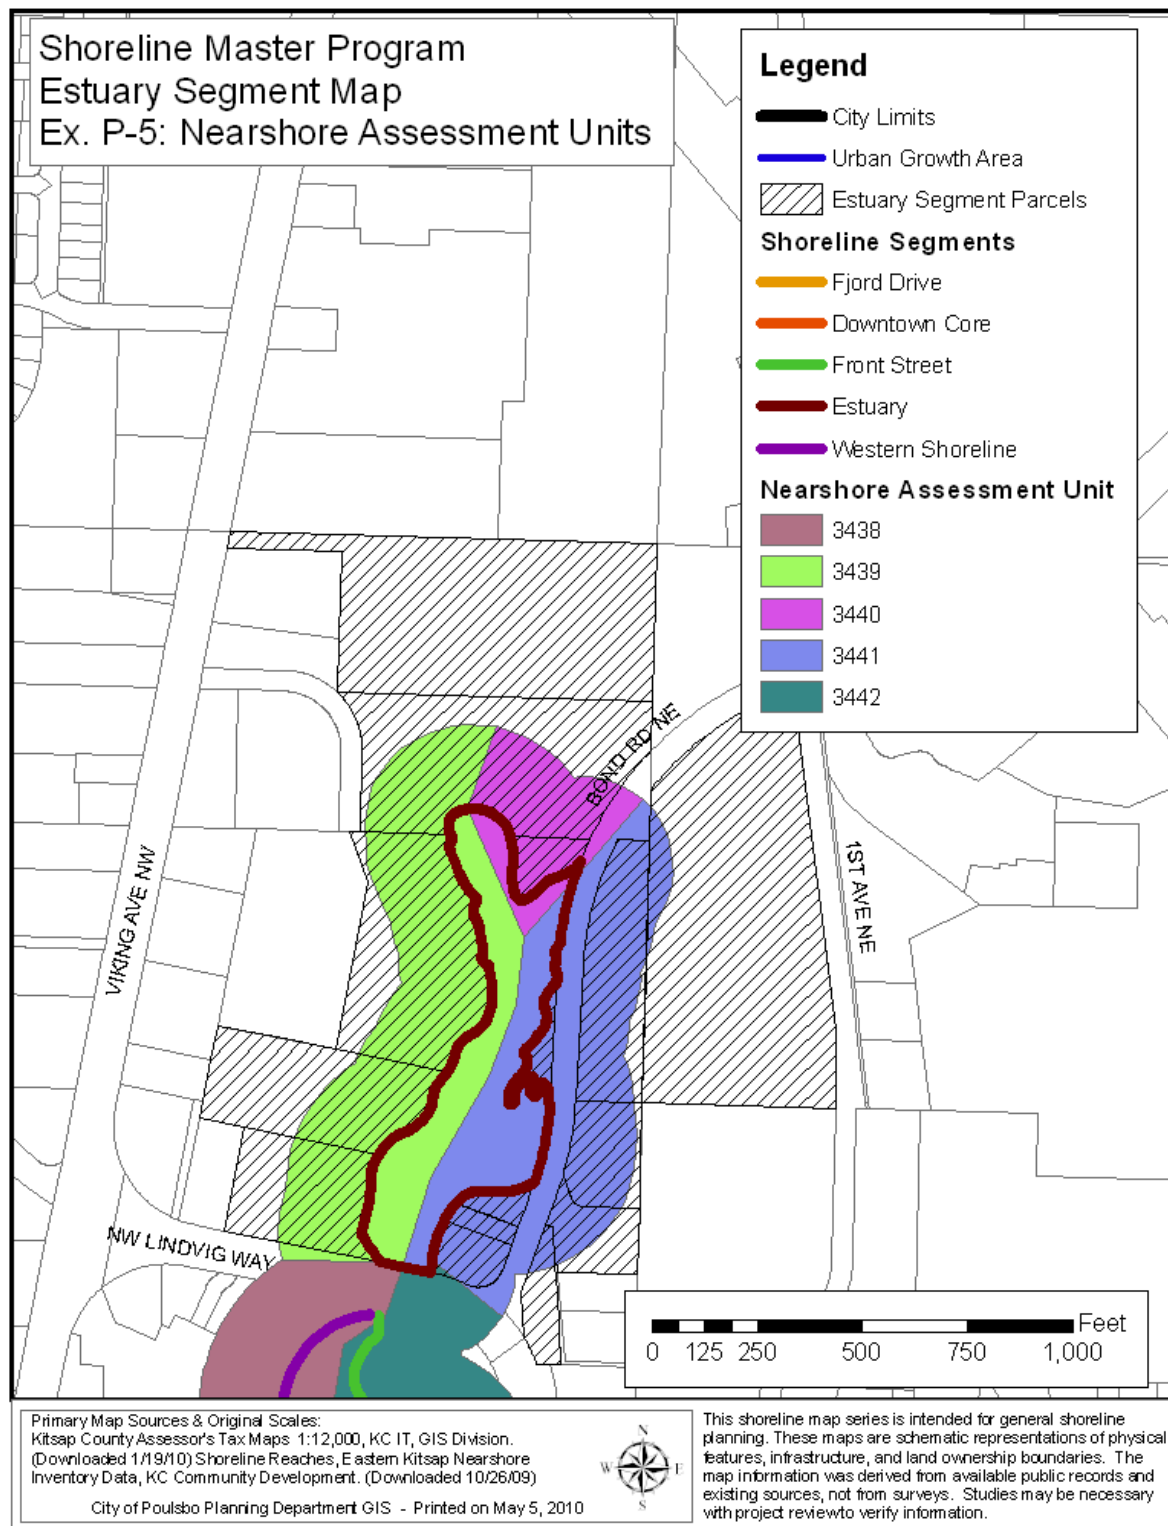 Shoreline Master Program
Estuary Segment Map
Ex. P-5: Nearshore Assessment Units
Legend
City Limits
Urban Growth Area
Estuary Segment Parcels
Shoreline Segments
Fjord Drive
Downtown Core
Front Street
Estuary
Western Shoreline
Nearshore Assessment Unit
3438
3439
3440
3441
3442
BOND RD NE
1ST AVE NE
VIKING AVE NW
NW LINDVIG WAY
Feet
0 125 250 500 750 1,000
Primary Map Sources & Original Scales:
Kitsap County Assessor's Tax Maps 1:12,000, KC IT, GIS Division.
(Downloaded 1/19/10) Shoreline Reaches, Eastern Kitsap Nearshore
Inventory Data, KC Community Development. (Downloaded 10/26/09)
City of Poulsbo Planning Department GIS - Printed on May 5, 2010
N
W E
S
This shoreline map series is intended for general shoreline
planning. These maps are schematic representations of physical
features, infrastructure, and land ownership boundaries. The
map information was derived from available public records and
existing sources, not from surveys. Studies may be necessary
with project review to verify information.